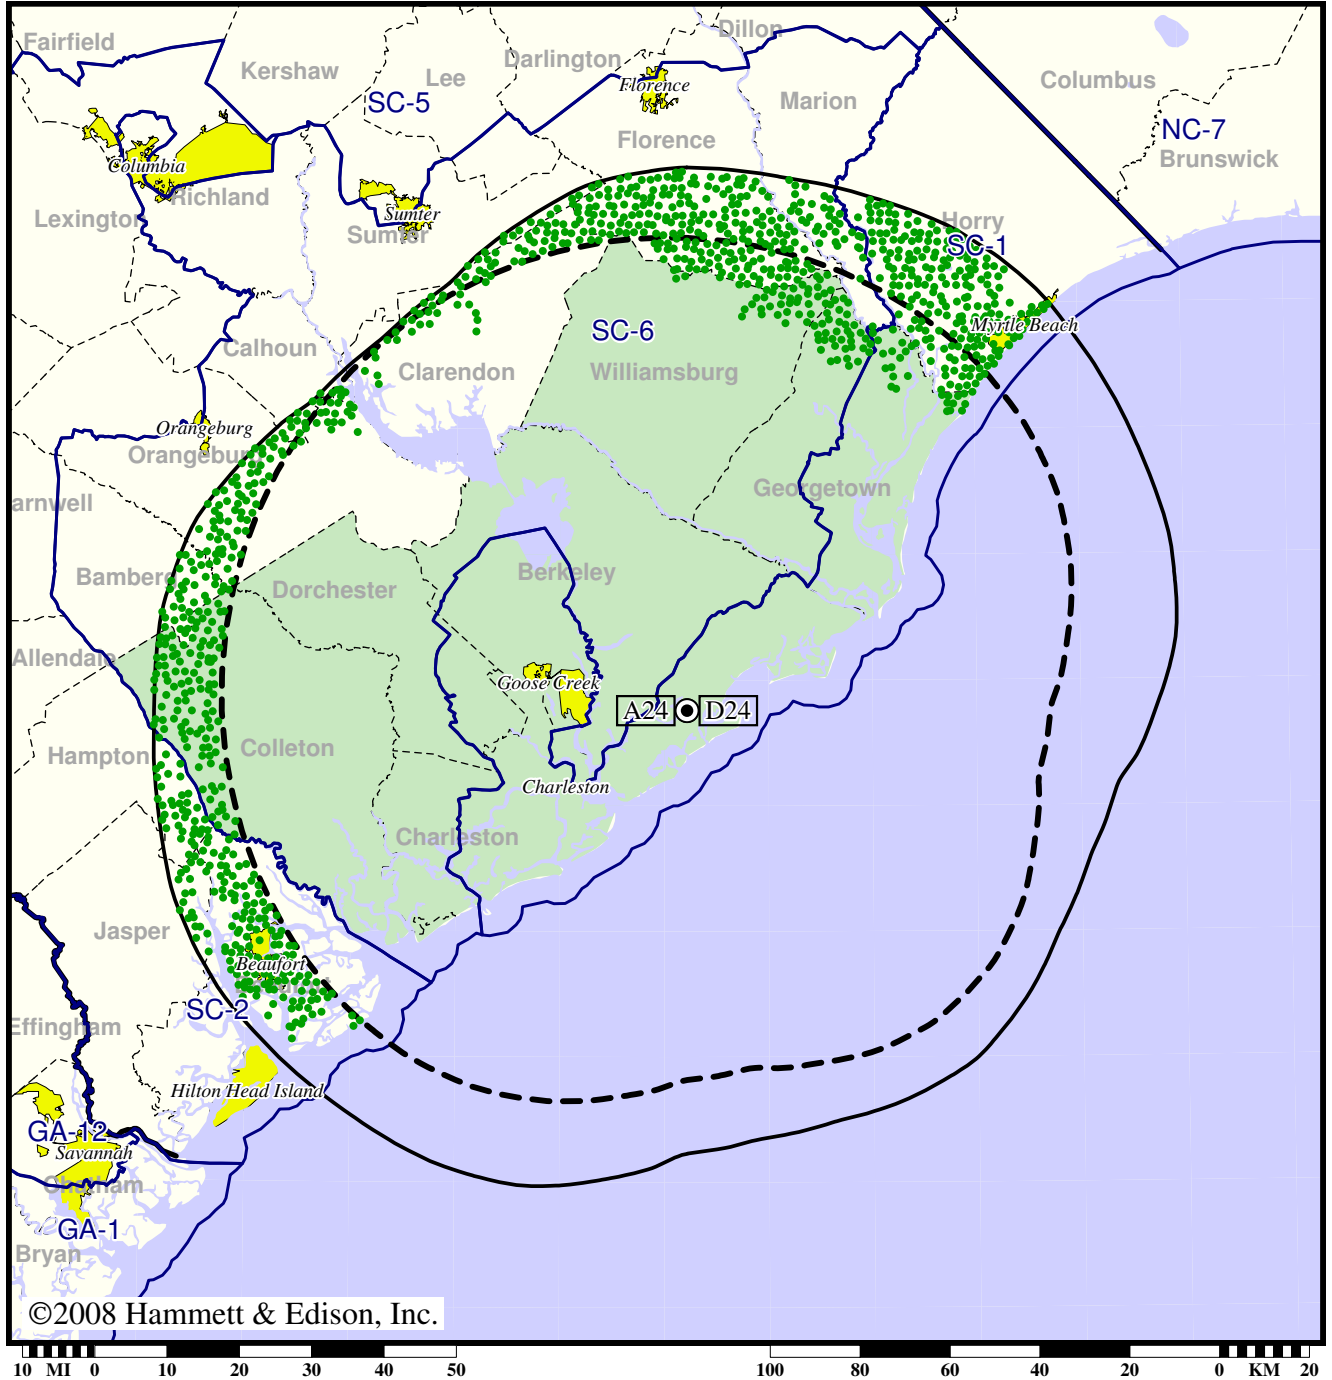 Fairfield
Kershaw
Lee
Darlington
Dillon
Florence
Columbus
SC-5
Marion
NC-7
Florence
Brunswick
Columbia
Richland
Lexington
Sumter
Sumter
Horry
SC-1
Myrtle Beach
SC-6
Calhoun
Clarendon
Williamsburg
Orangeburg
Orangeburg
arnwell
Georgetown
Bamberg
Dorchester
Berkeley
Allendale
Goose Creek
A24
D24
Hampton
Colleton
Charleston
Charleston
Jasper
Beaufort
SC-2
Effingham
Hilton Head Island
GA-12
Savannah
Chatham
GA-1
Bryan
©2008 Hammett & Edison, Inc.
10 MI 0 10 20 30 40 50
100 80 60 40 20 0 KM 20